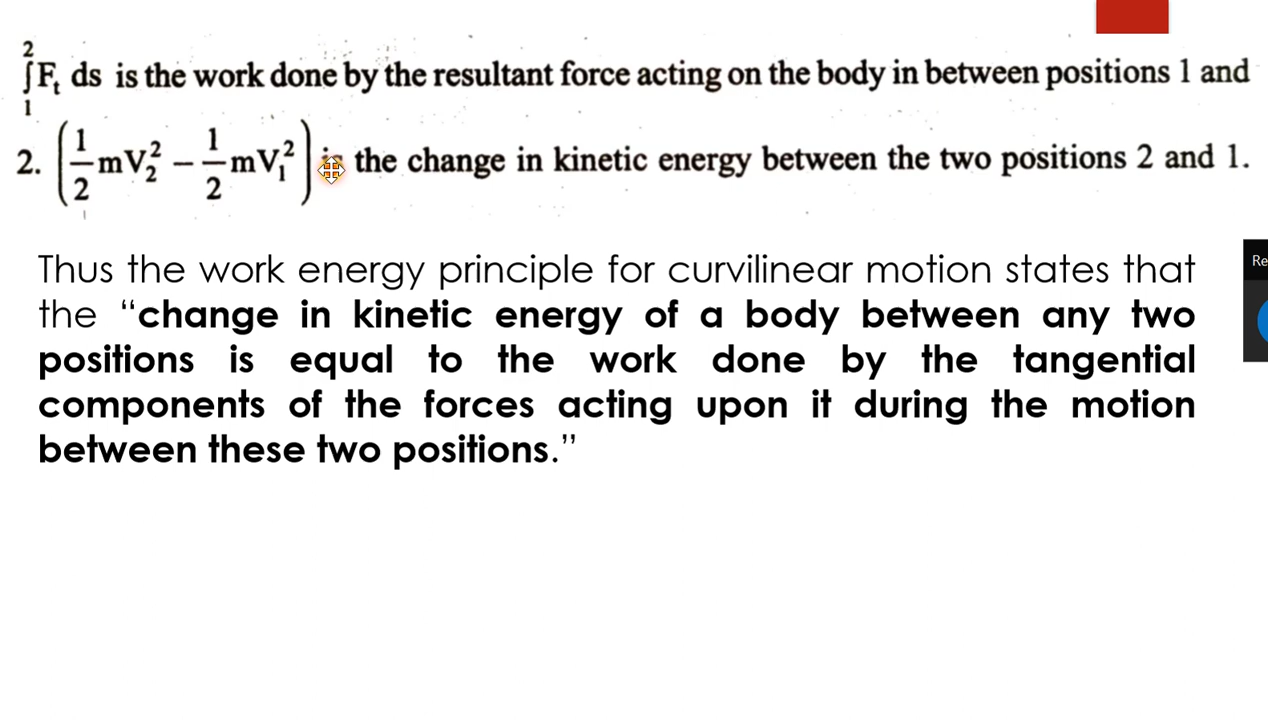 ∫₁² Fₜ ds is the work done by the resultant force acting on the body in between positions 1 and
2. (½mV₂² − ½mV₁²) is the change in kinetic energy between the two positions 2 and 1.
Thus the work energy principle for curvilinear motion states that
the “change in kinetic energy of a body between any two
positions is equal to the work done by the tangential
components of the forces acting upon it during the motion
between these two positions.”
Re